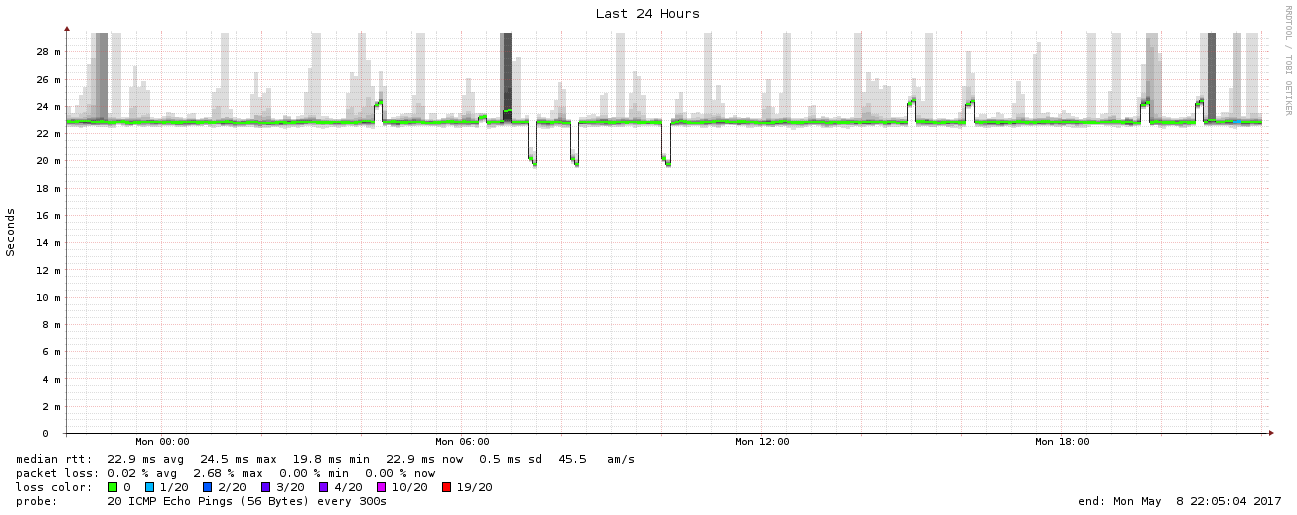 Last 24 Hours
RRDTOOL / TOBI OETIKER
Seconds
28 m
26 m
24 m
22 m
20 m
18 m
16 m
14 m
12 m
10 m
8 m
6 m
4 m
2 m
0
Mon 00:00 Mon 06:00 Mon 12:00 Mon 18:00
median rtt: 22.9 ms avg 24.5 ms max 19.8 ms min 22.9 ms now 0.5 ms sd 45.5 am/s
packet loss: 0.02 % avg 2.68 % max 0.00 % min 0.00 % now
loss color: 0 1/20 2/20 3/20 4/20 10/20 19/20
probe: 20 ICMP Echo Pings (56 Bytes) every 300s end: Mon May 8 22:05:04 2017